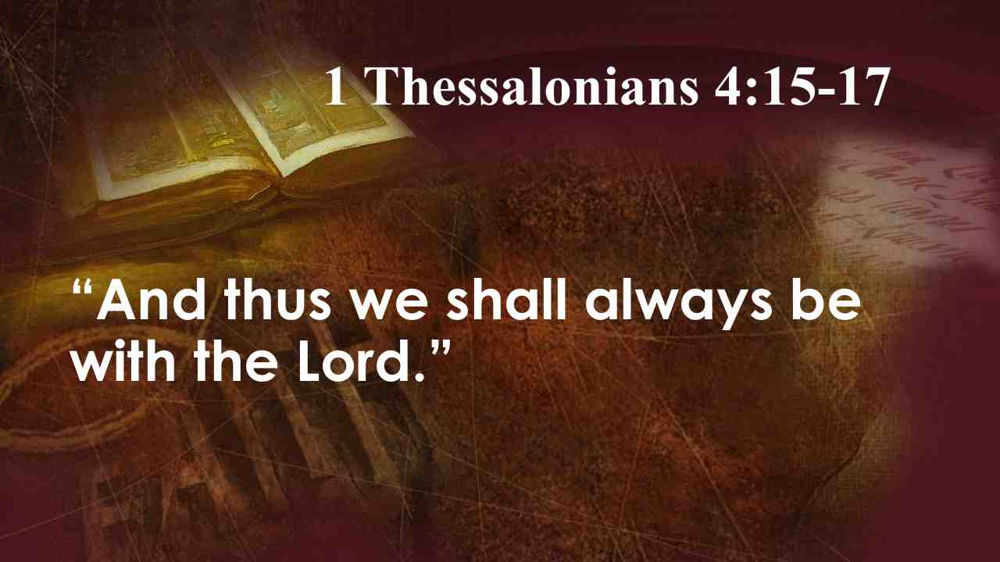 1 Thessalonians 4:15-17
“And thus we shall always be
with the Lord.”